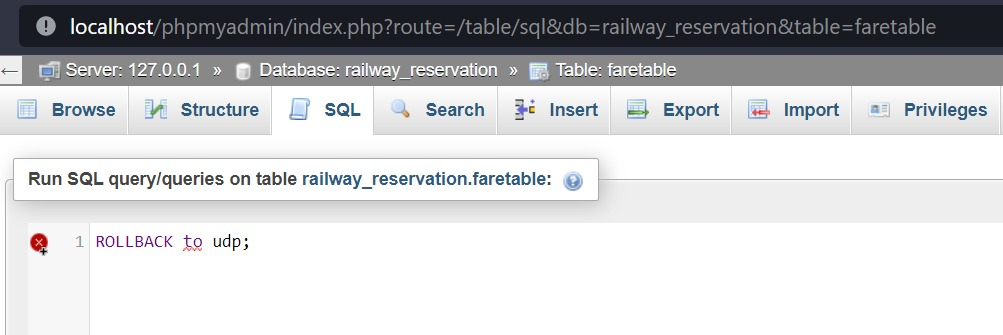 localhost/phpmyadmin/index.php?route=/table/sql&db=railway_reservation&table=faretable
Server: 127.0.0.1 » Database: railway_reservation » Table: faretable
Browse Structure SQL Search Insert Export Import Privileges
Run SQL query/queries on table railway_reservation.faretable:
1 ROLLBACK to udp;